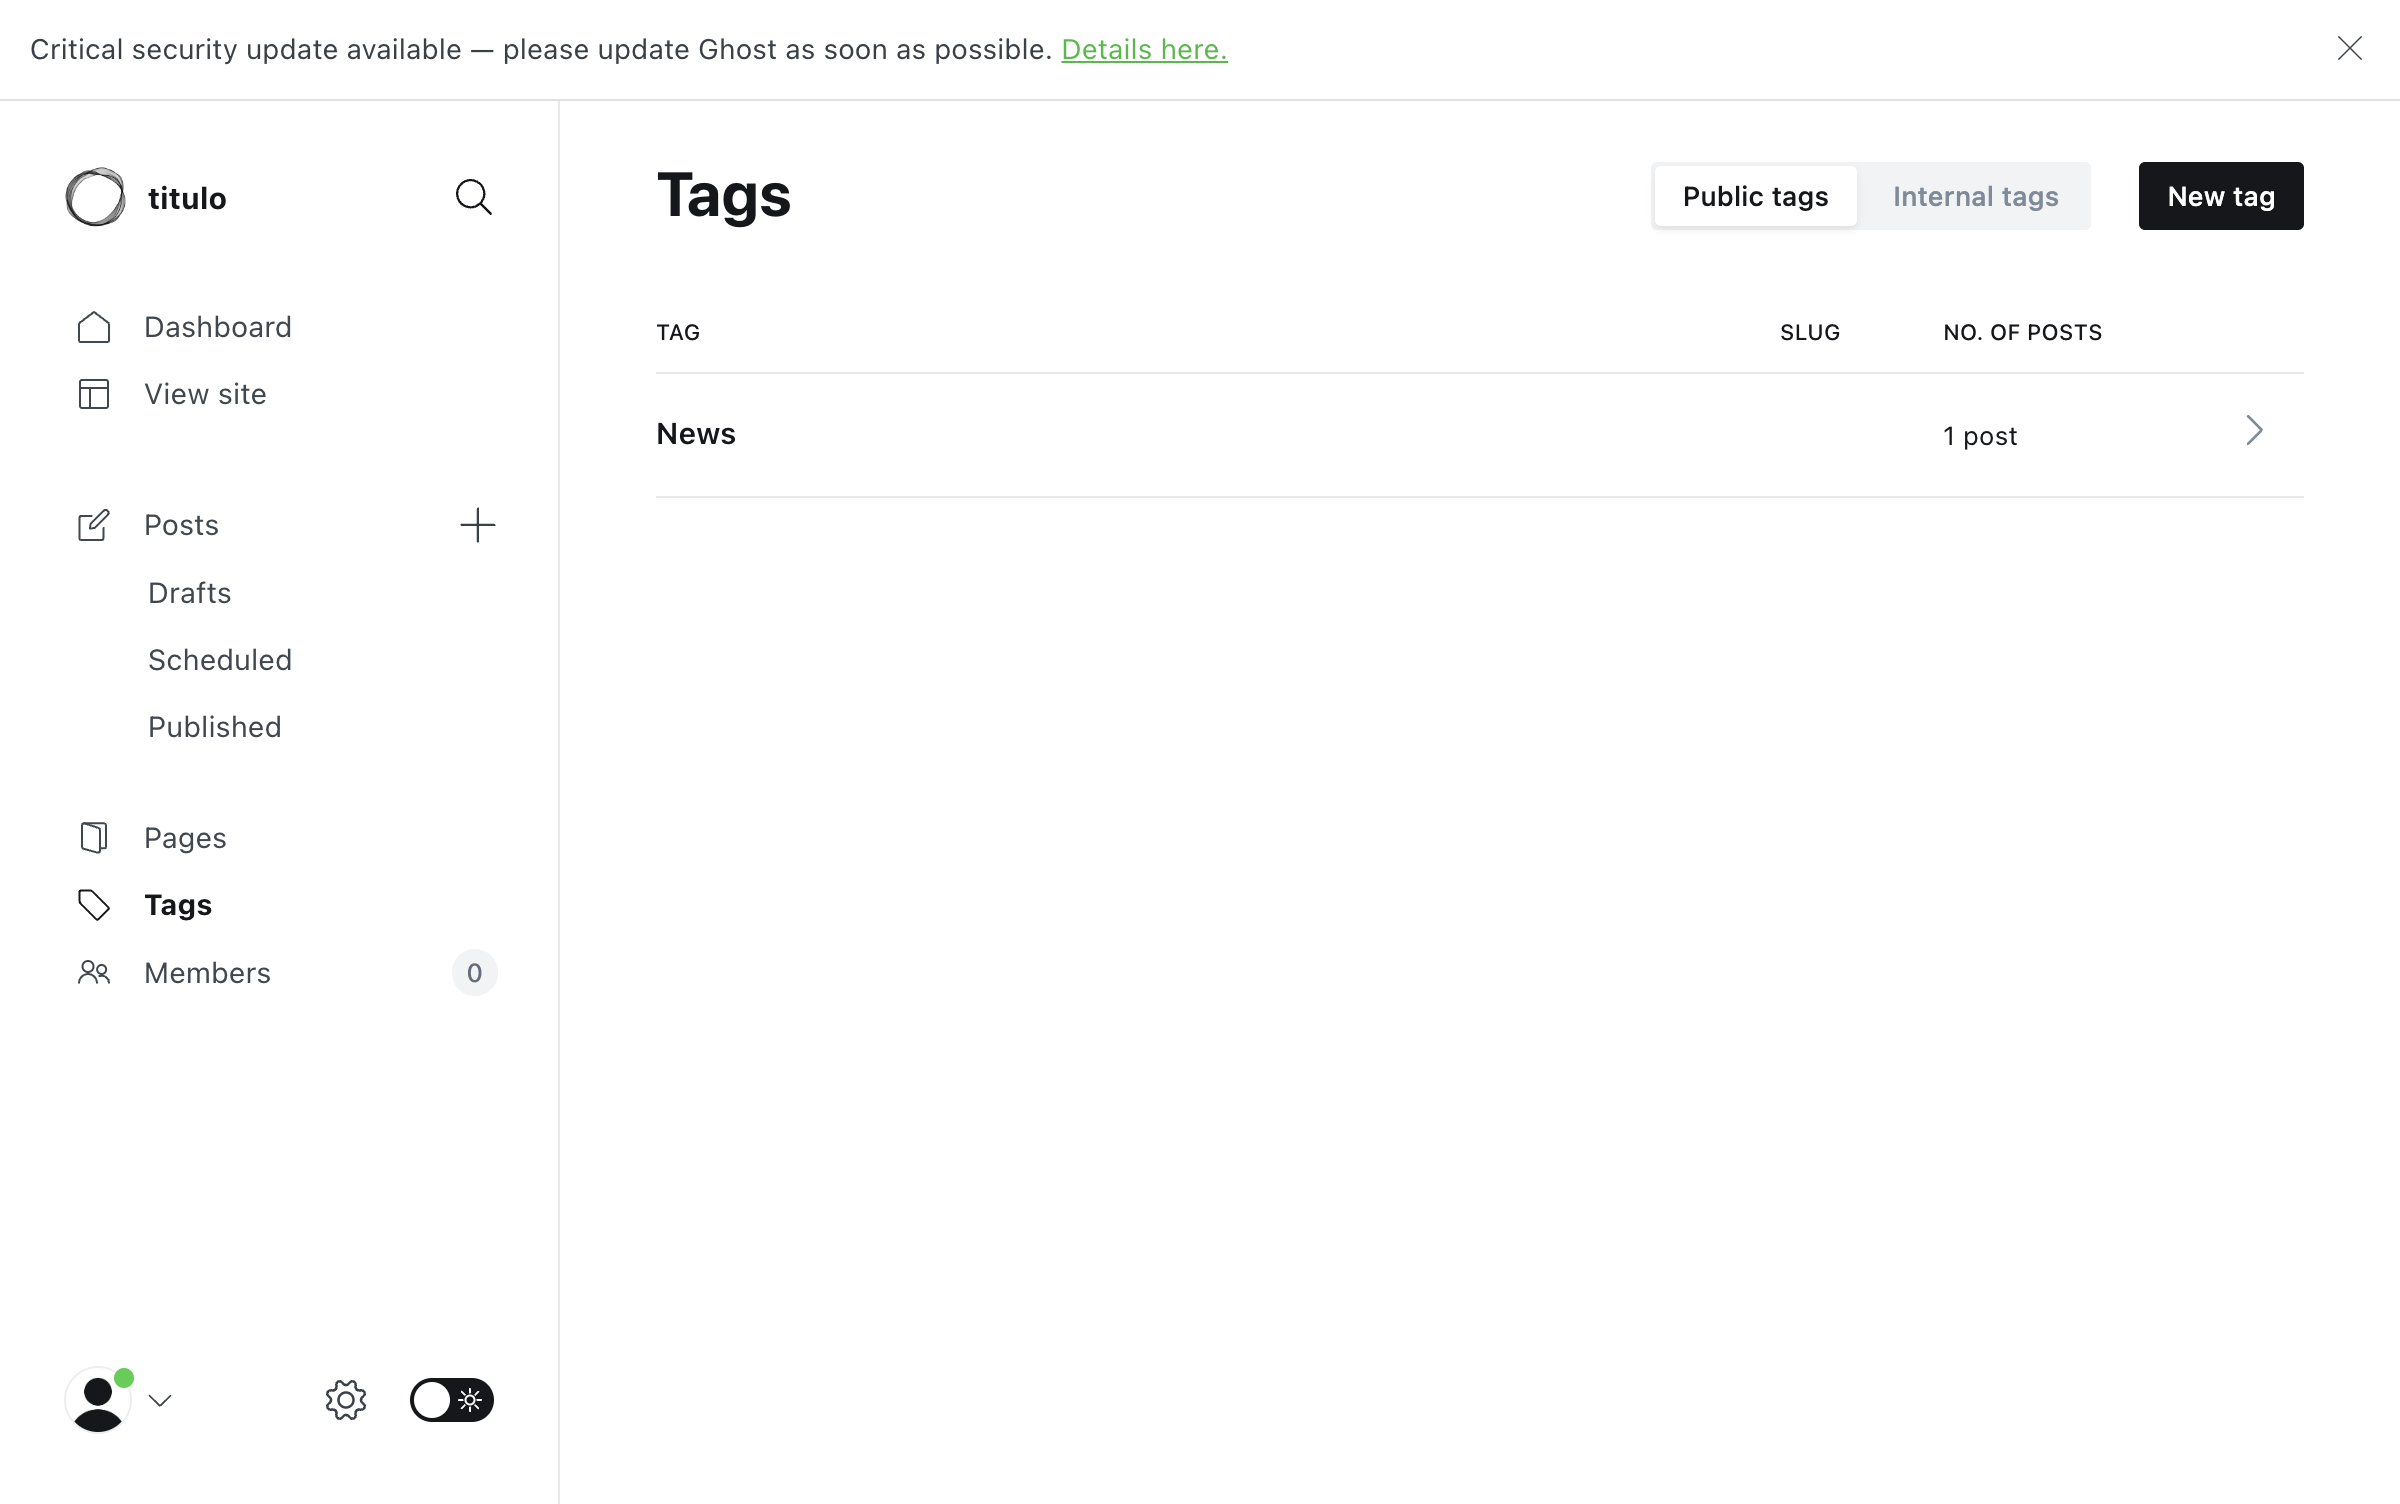 Critical security update available — please update Ghost as soon as possible. Details here.
titulo
Dashboard
View site
Posts
Drafts
Scheduled
Published
Pages
Tags
Members 0
Tags
Public tags Internal tags New tag
TAG SLUG NO. OF POSTS
News 1 post